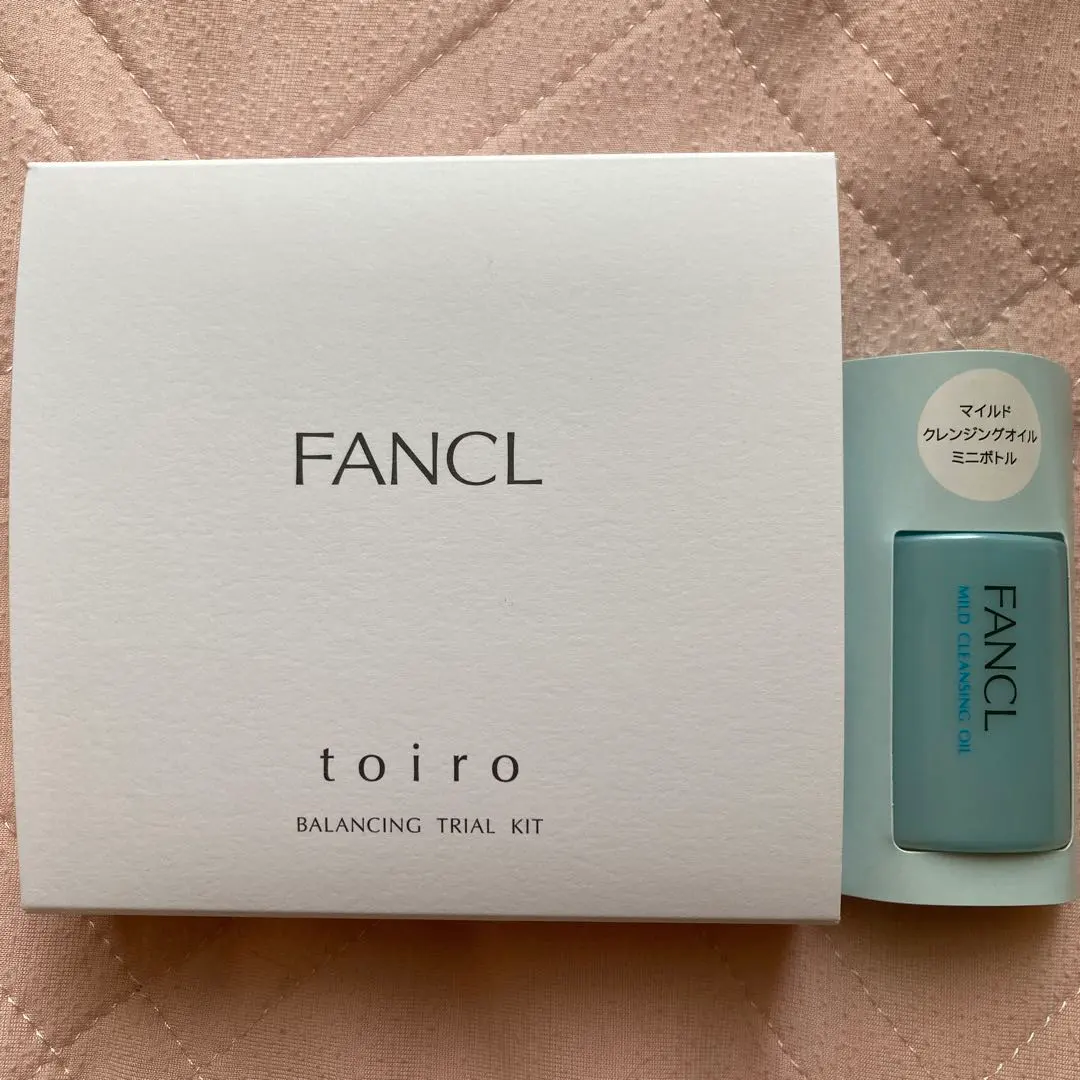 FANCL
toiro
BALANCING TRIAL KIT
マイルド
クレンジングオイル
ミニボトル
FANCL
MILD CLEANSING OIL